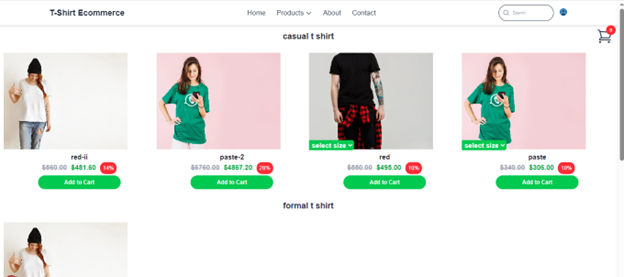 T-Shirt Ecommerce
Home Products About Contact
Search
0
casual t shirt
select size
select size
red-ii
paste-2
red
paste
$560.00 $481.60 14%
$6760.00 $4867.20 28%
$550.00 $495.00 10%
$340.00 $306.00 10%
Add to Cart
Add to Cart
Add to Cart
Add to Cart
formal t shirt